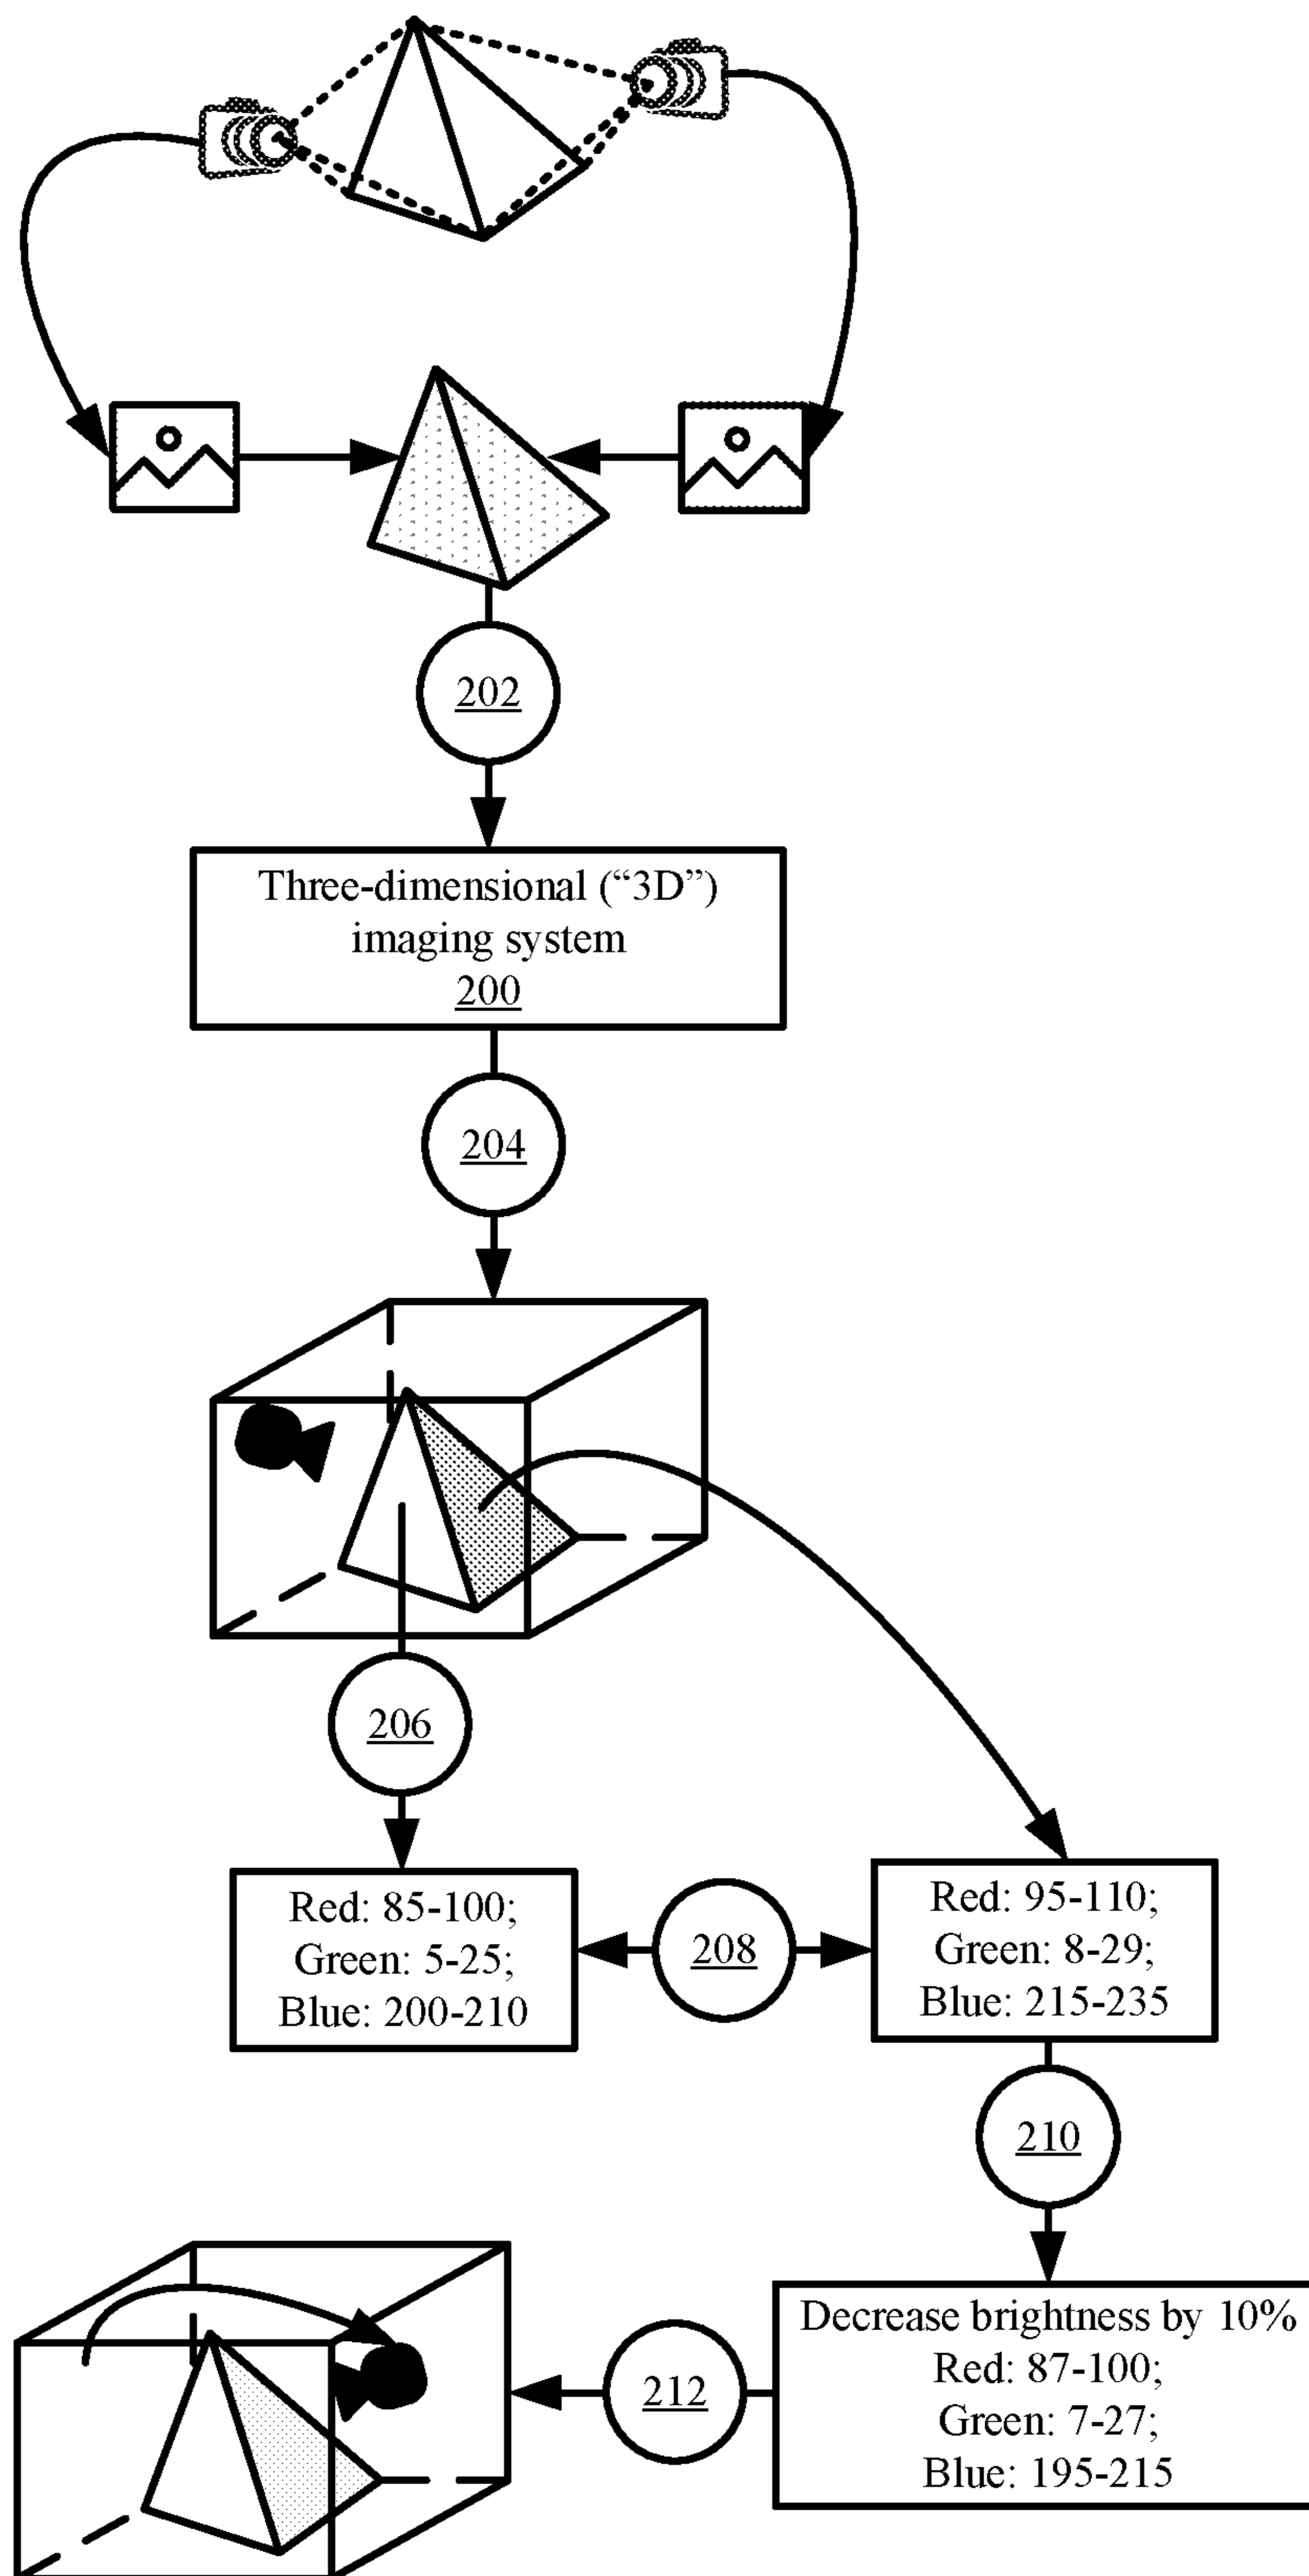 202
Three-dimensional (“3D”)
imaging system
200
204
206
Red: 85-100;
Green: 5-25;
Blue: 200-210
208
Red: 95-110;
Green: 8-29;
Blue: 215-235
210
Decrease brightness by 10%
Red: 87-100;
Green: 7-27;
Blue: 195-215
212